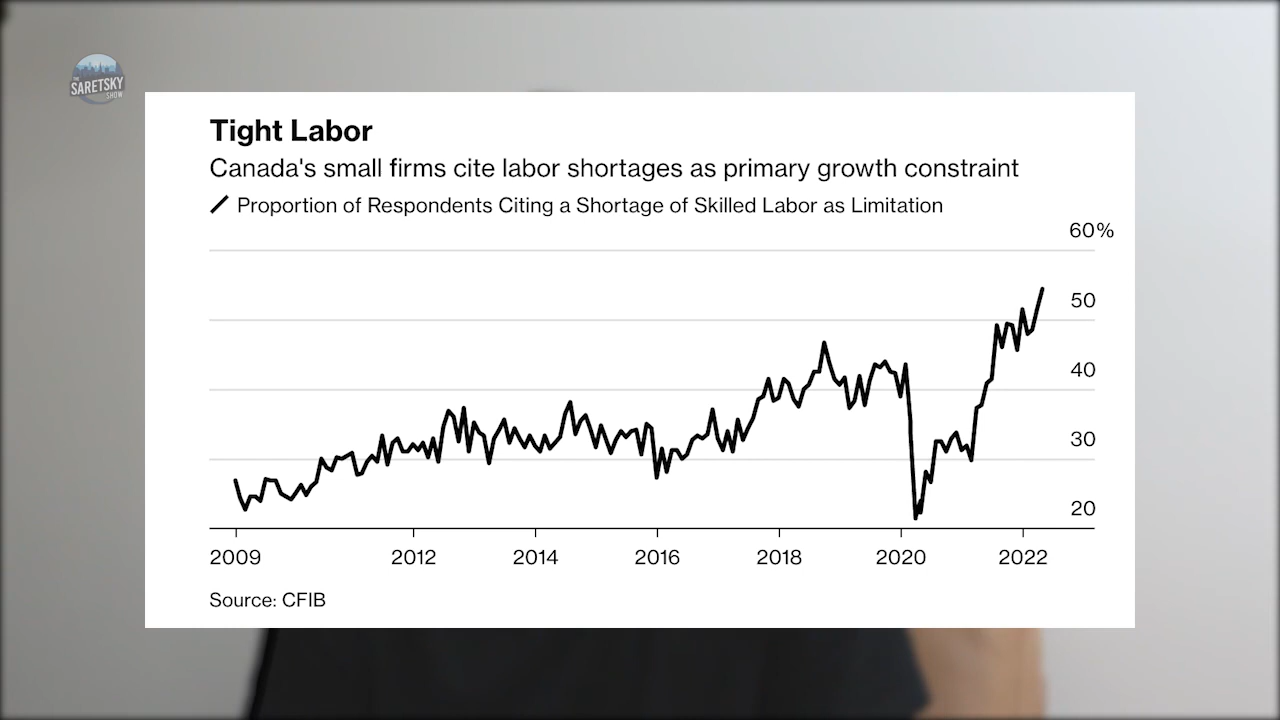 THE
SARETSKY
SHOW
Tight Labor
Canada's small firms cite labor shortages as primary growth constraint
Proportion of Respondents Citing a Shortage of Skilled Labor as Limitation
60%
50
40
30
20
2009 2012 2014 2016 2018 2020 2022
Source: CFIB